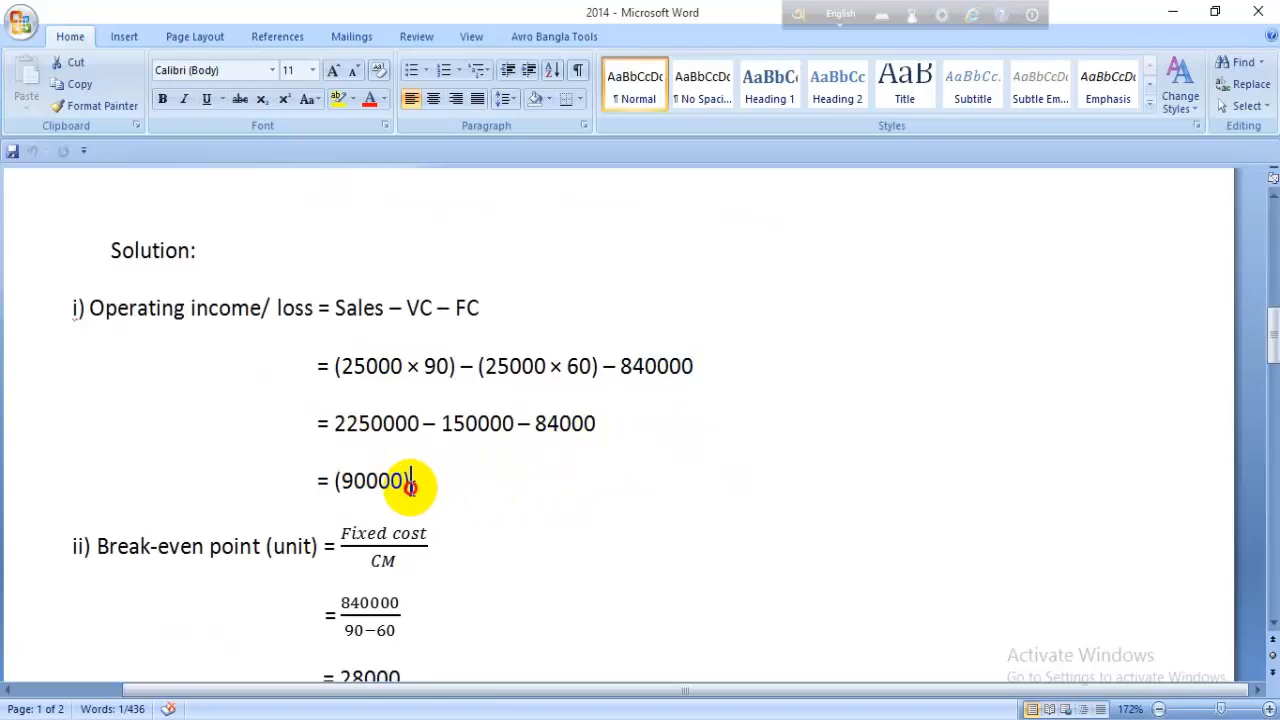 2014 - Microsoft Word
English
Home Insert Page Layout References Mailings Review View Avro Bangla Tools
Paste
Cut
Copy
Format Painter
Clipboard
Calibri (Body) 11
B I U abc X₂ X² Aa
Font
Paragraph
AaBbCcDc AaBbCcDc AaBbC AaBbCc AaB AaBbCc. AaBbCcDc AaBbCcDc
¶ Normal ¶ No Spaci... Heading 1 Heading 2 Title Subtitle Subtle Em... Emphasis
Change Styles
Styles
Find
Replace
Select
Editing
Solution:
i) Operating income/ loss = Sales – VC – FC
= (25000 × 90) – (25000 × 60) – 840000
= 2250000 – 150000 – 84000
= (90000)
ii) Break-even point (unit) = Fixed cost
CM
= 840000
90−60
= 28000
Activate Windows
Go to Settings to activate Windows.
Page: 1 of 2 Words: 1/436 172%